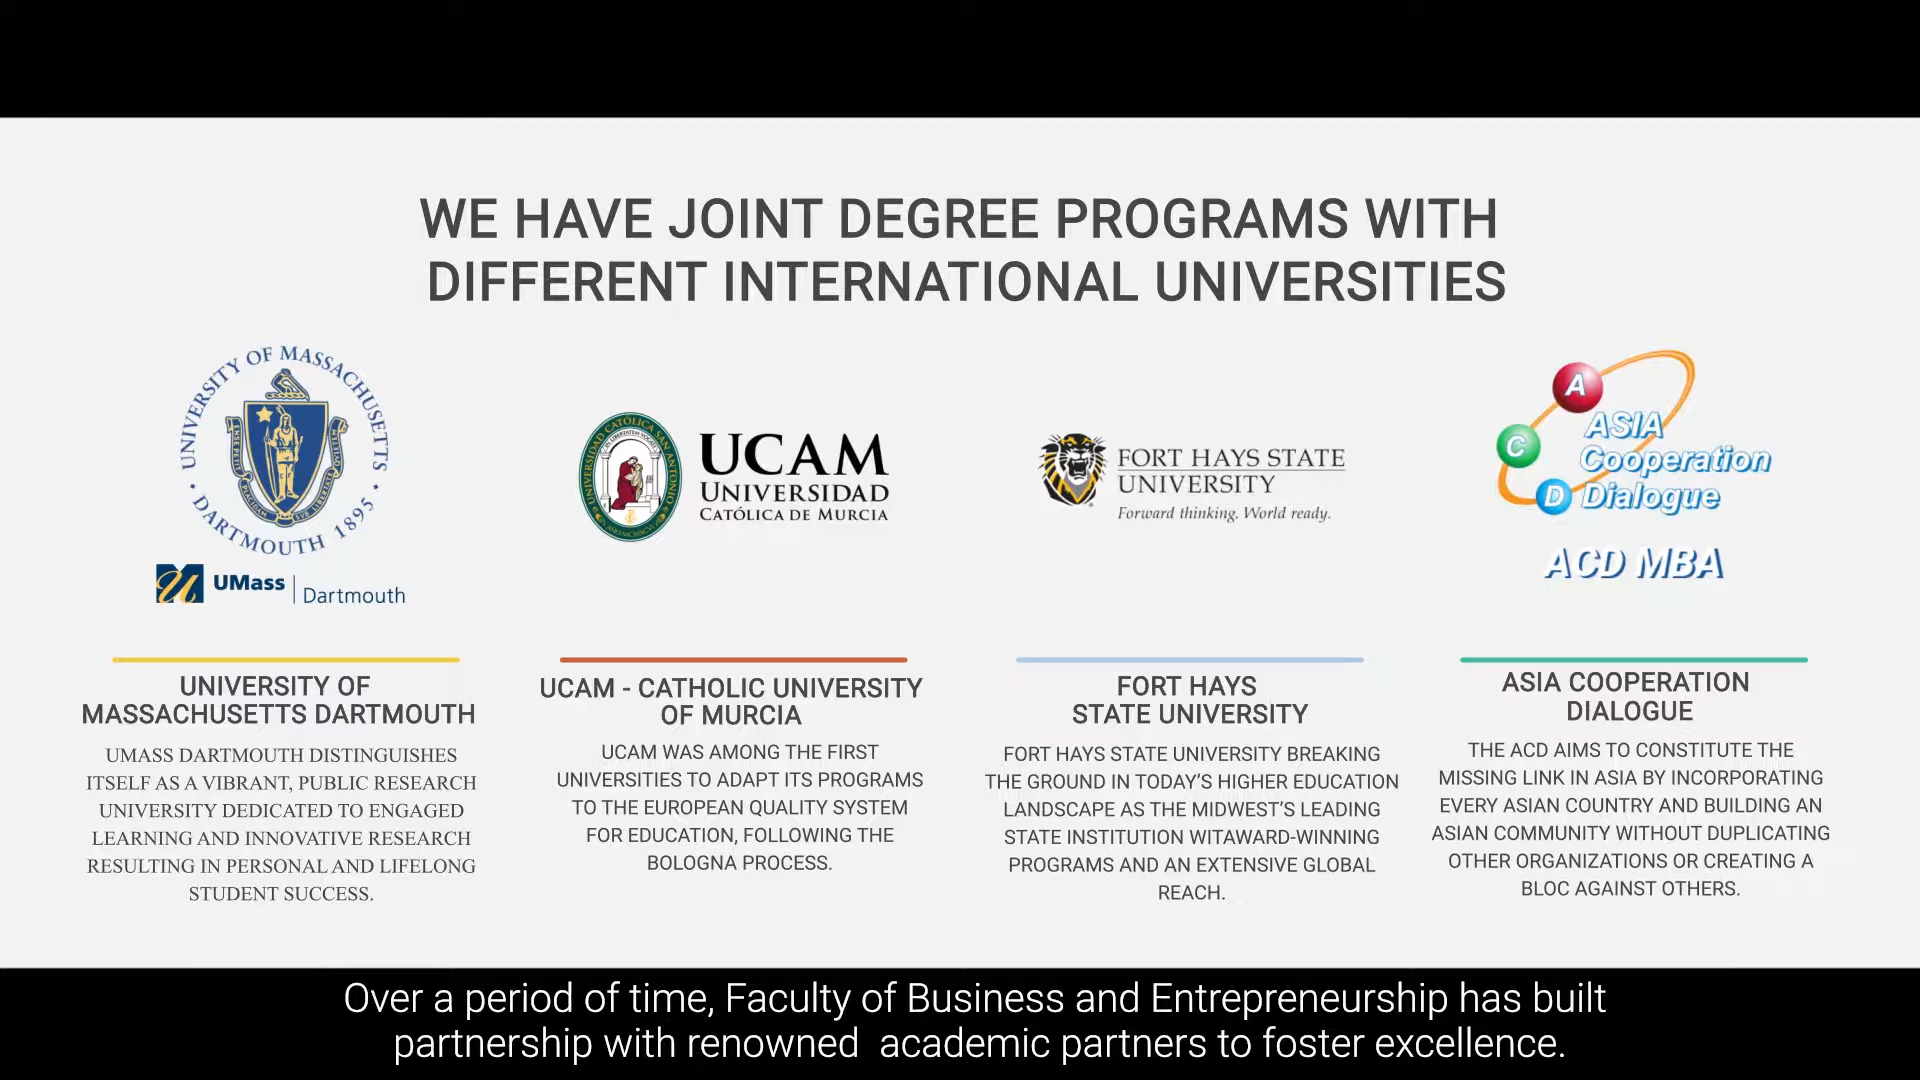 WE HAVE JOINT DEGREE PROGRAMS WITH
DIFFERENT INTERNATIONAL UNIVERSITIES
UNIVERSITY OF MASSACHUSETTS
DARTMOUTH 1895
UMass Dartmouth
UNIVERSITY OF
MASSACHUSETTS DARTMOUTH
UMASS DARTMOUTH DISTINGUISHES
ITSELF AS A VIBRANT, PUBLIC RESEARCH
UNIVERSITY DEDICATED TO ENGAGED
LEARNING AND INNOVATIVE RESEARCH
RESULTING IN PERSONAL AND LIFELONG
STUDENT SUCCESS.
UNIVERSIDAD CATÓLICA SAN ANTONIO
UCAM
UNIVERSIDAD
CATÓLICA DE MURCIA
UCAM - CATHOLIC UNIVERSITY
OF MURCIA
UCAM WAS AMONG THE FIRST
UNIVERSITIES TO ADAPT ITS PROGRAMS
TO THE EUROPEAN QUALITY SYSTEM
FOR EDUCATION, FOLLOWING THE
BOLOGNA PROCESS.
FORT HAYS STATE
UNIVERSITY
Forward thinking. World ready.
FORT HAYS
STATE UNIVERSITY
FORT HAYS STATE UNIVERSITY BREAKING
THE GROUND IN TODAY'S HIGHER EDUCATION
LANDSCAPE AS THE MIDWEST'S LEADING
STATE INSTITUTION WITAWARD-WINNING
PROGRAMS AND AN EXTENSIVE GLOBAL
REACH.
A
ASIA
C
Cooperation
D Dialogue
ACD MBA
ASIA COOPERATION
DIALOGUE
THE ACD AIMS TO CONSTITUTE THE
MISSING LINK IN ASIA BY INCORPORATING
EVERY ASIAN COUNTRY AND BUILDING AN
ASIAN COMMUNITY WITHOUT DUPLICATING
OTHER ORGANIZATIONS OR CREATING A
BLOC AGAINST OTHERS.
Over a period of time, Faculty of Business and Entrepreneurship has built
partnership with renowned  academic partners to foster excellence.